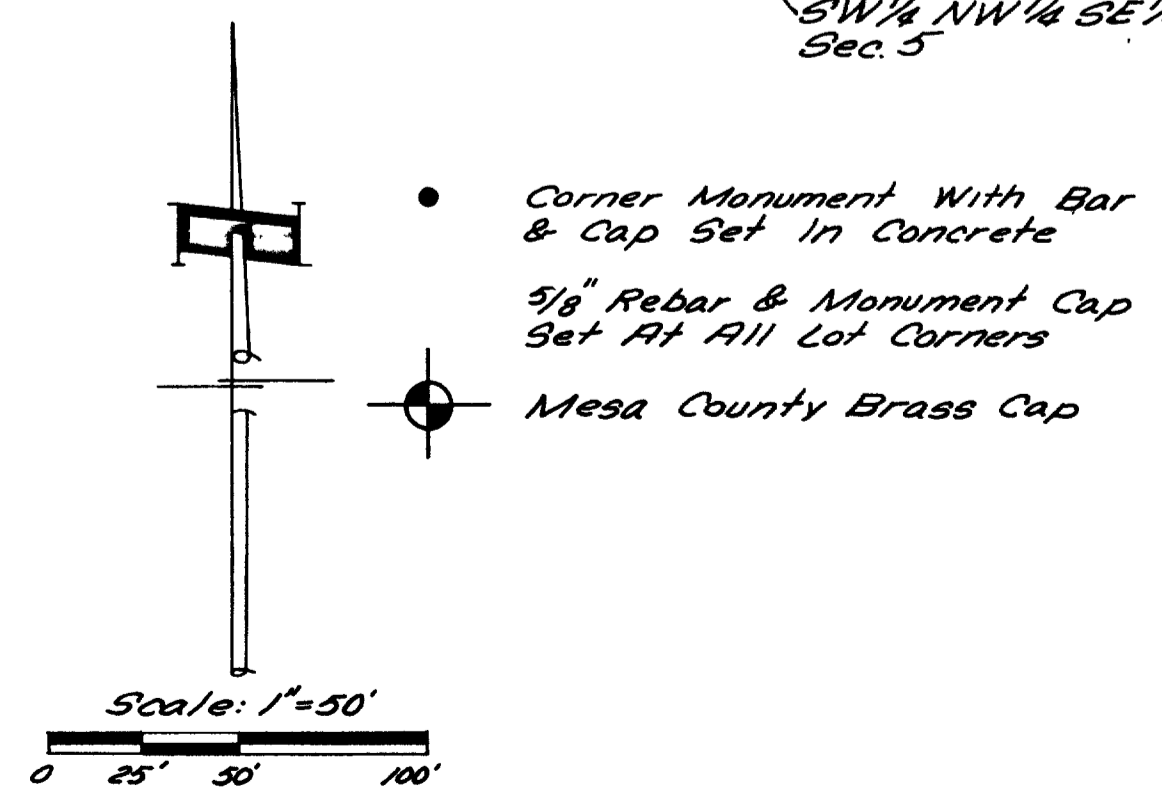 SW¼ NW¼ SE¼
Sec. 5
Corner Monument With Bar
& Cap Set In Concrete
5/8" Rebar & Monument Cap
Set At All Lot Corners
Mesa County Brass Cap
Scale: 1"=50'
0 25' 50' 100'